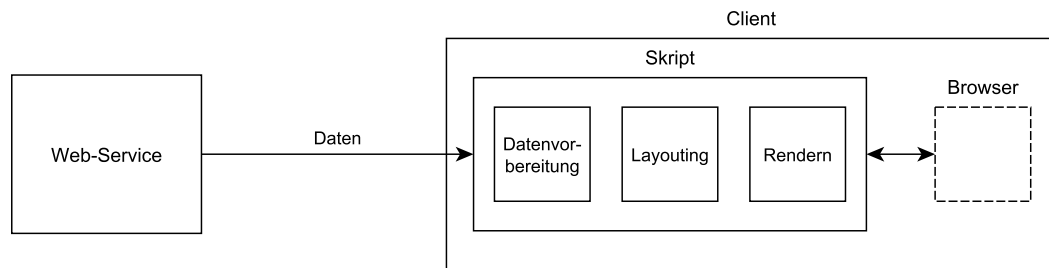 Client
Skript
Browser
Web-Service
Daten
Datenvor-
bereitung
Layouting
Rendern